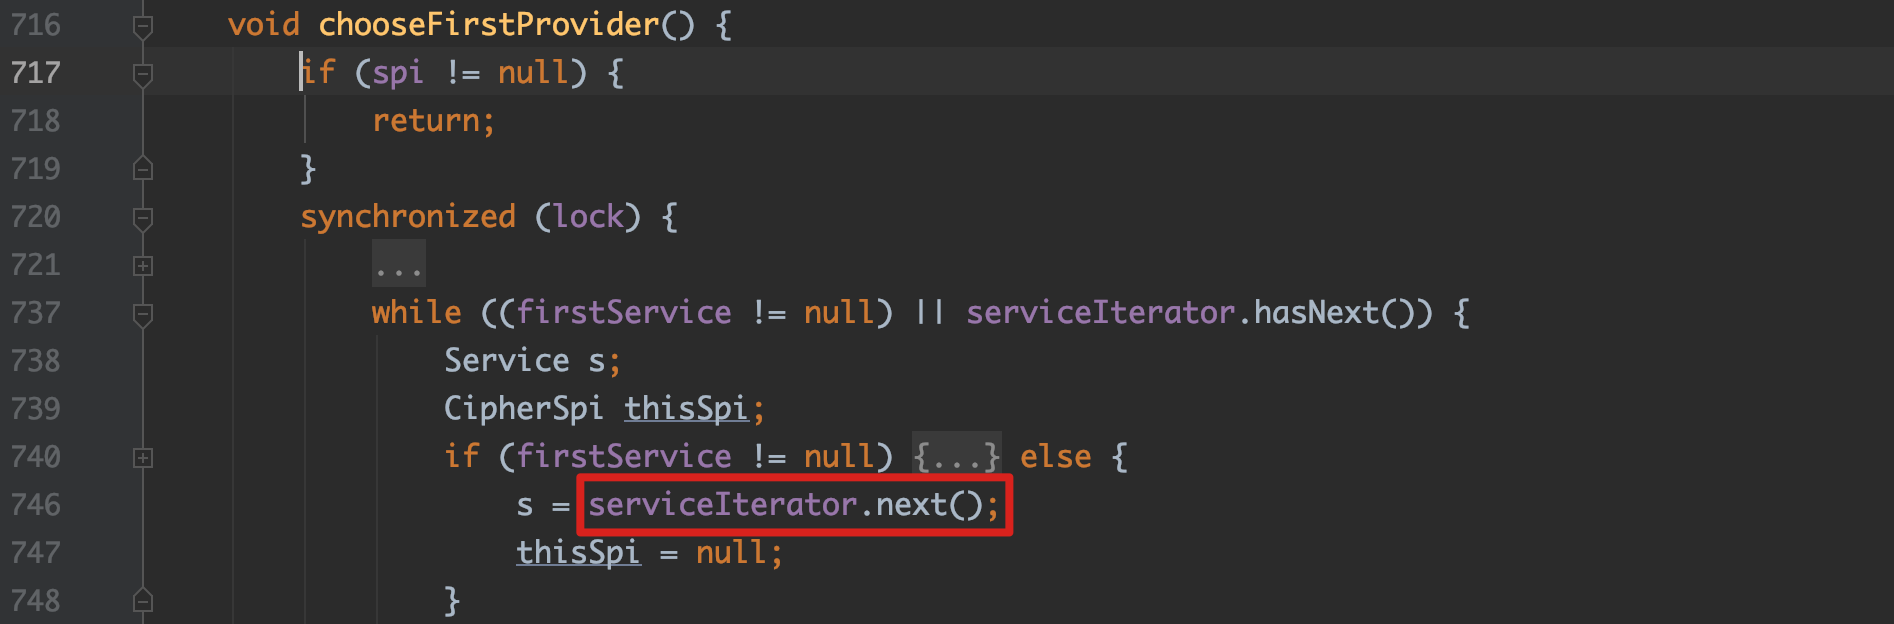 716 void chooseFirstProvider() {
717 if (spi != null) {
718 return;
719 }
720 synchronized (lock) {
721 ...
737 while ((firstService != null) || serviceIterator.hasNext()) {
738 Service s;
739 CipherSpi thisSpi;
740 if (firstService != null) {...} else {
746 s = serviceIterator.next();
747 thisSpi = null;
748 }